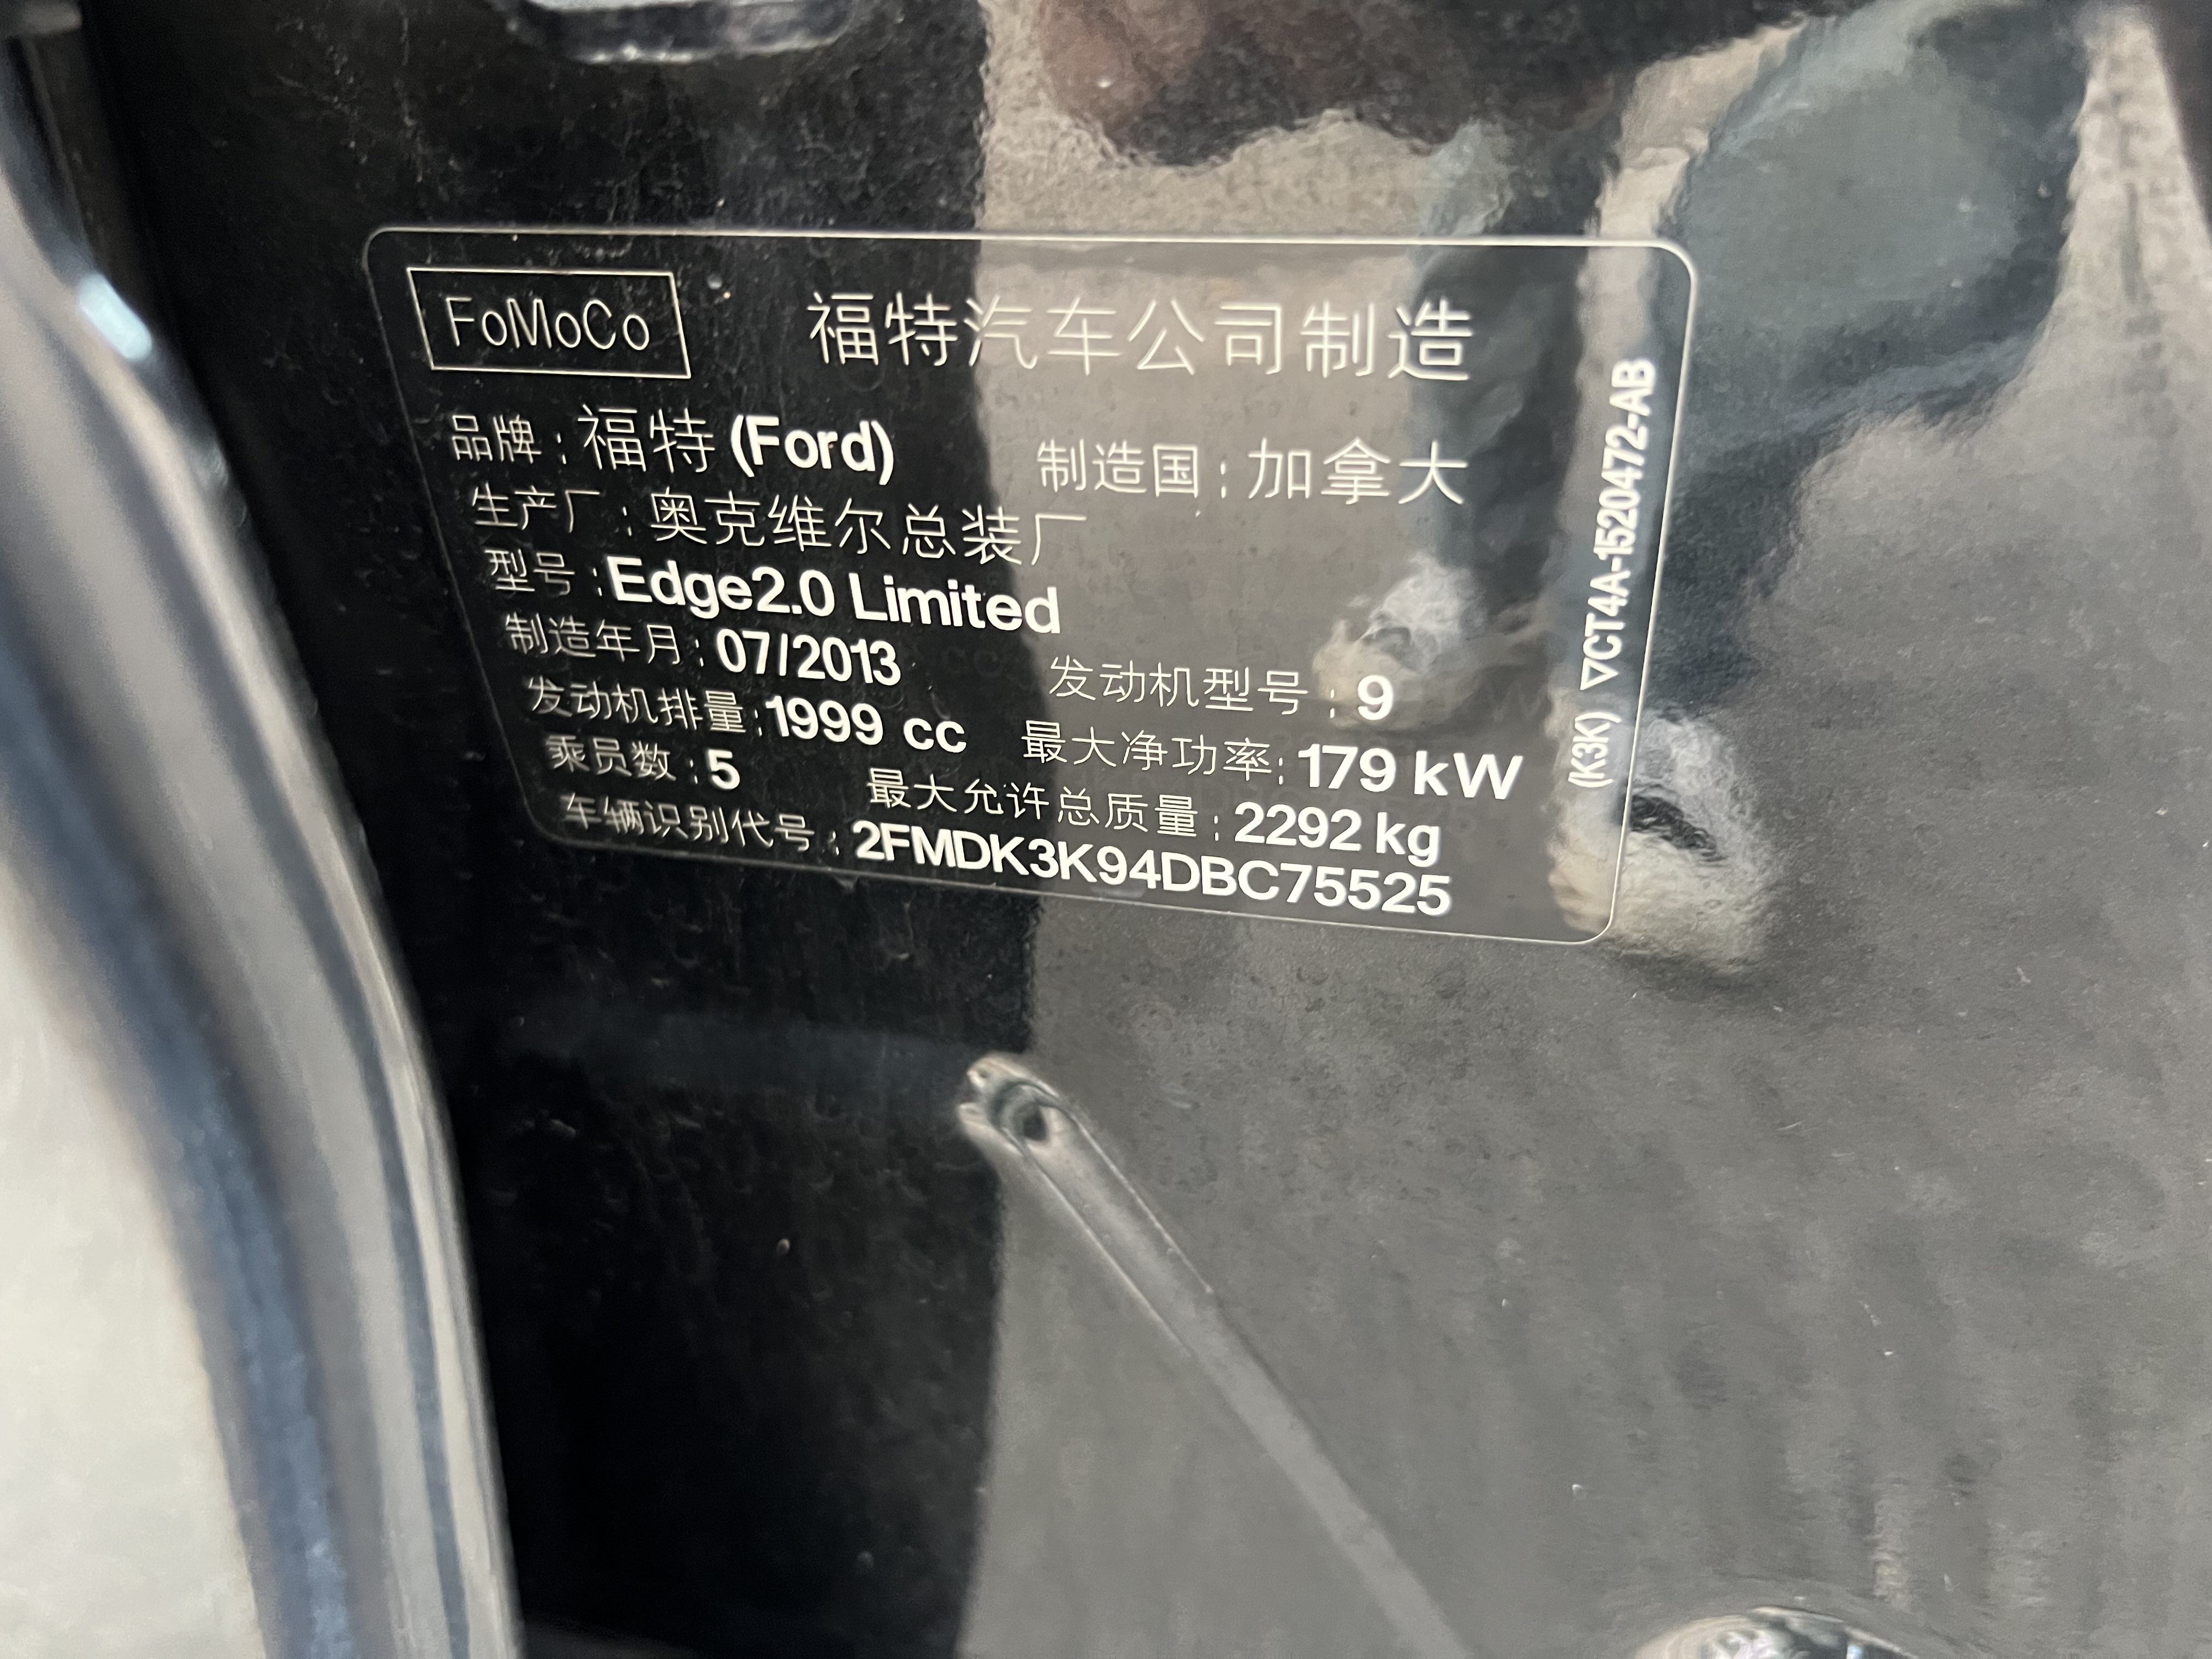 FoMoCo 福特汽车公司制造
品牌:福特(Ford) 制造国:加拿大
生产厂:奥克维尔总装厂
型号:Edge2.0 Limited
制造年月:07/2013 发动机型号:9
发动机排量:1999 cc 最大净功率:179 kW
乘员数:5 最大允许总质量:2292 kg
车辆识别代号:2FMDK3K94DBC75525
(K3K) ▽CT4A-1520472-AB